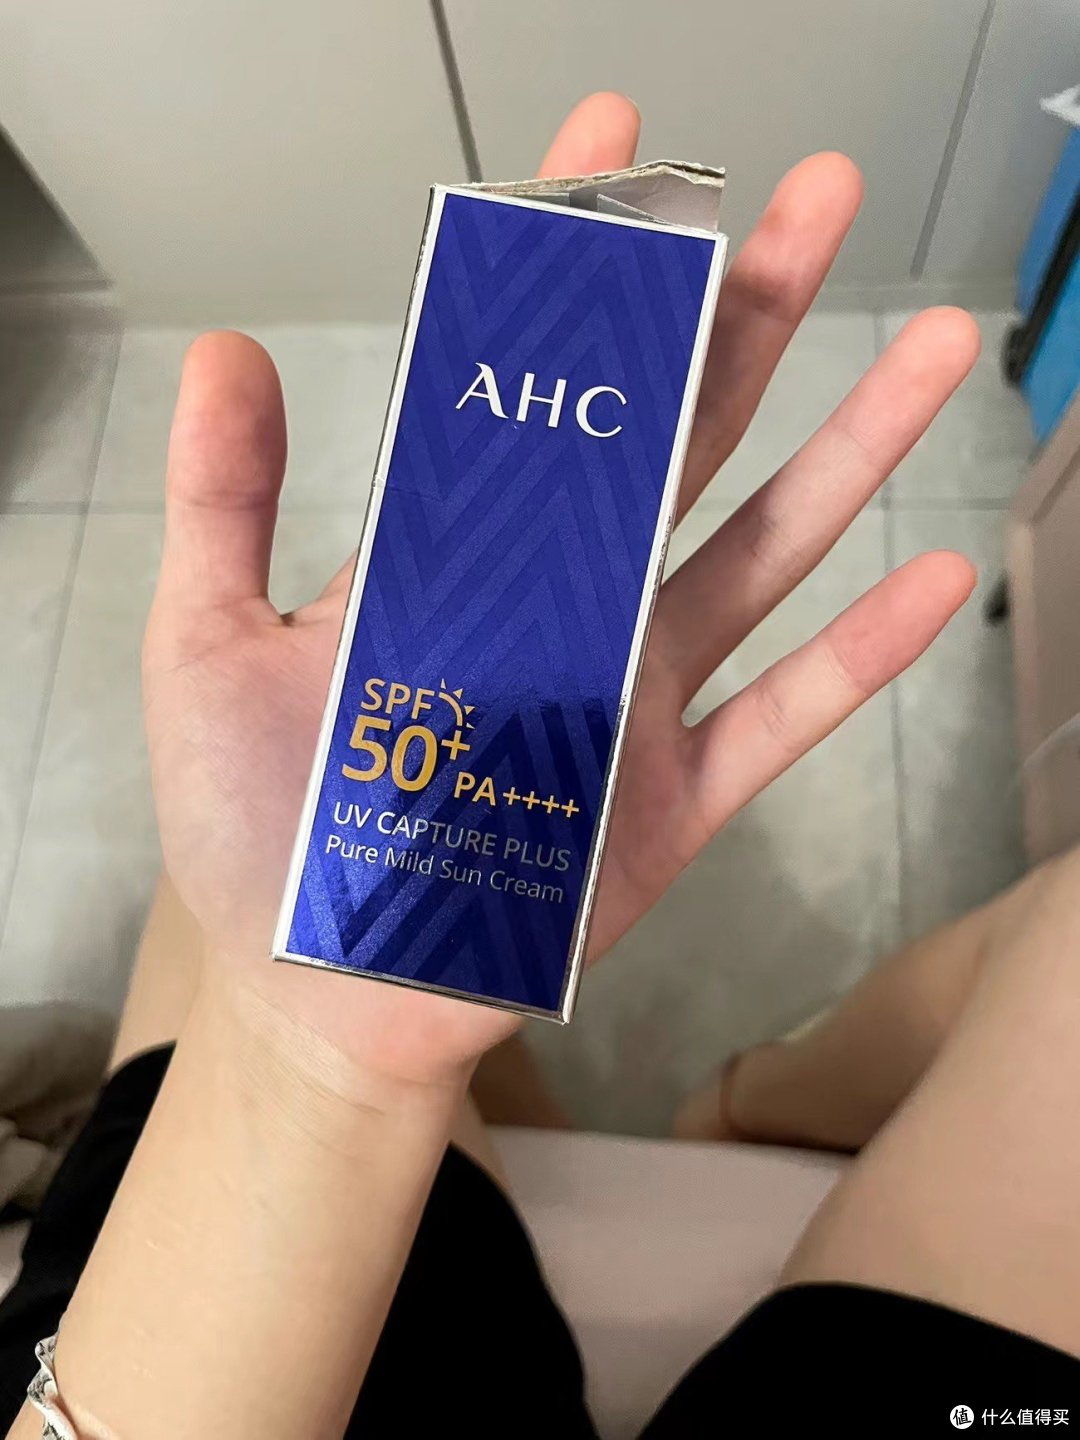 AHC
SPF
50+
PA++++
UV CAPTURE PLUS
Pure Mild Sun Cream
值 什么值得买